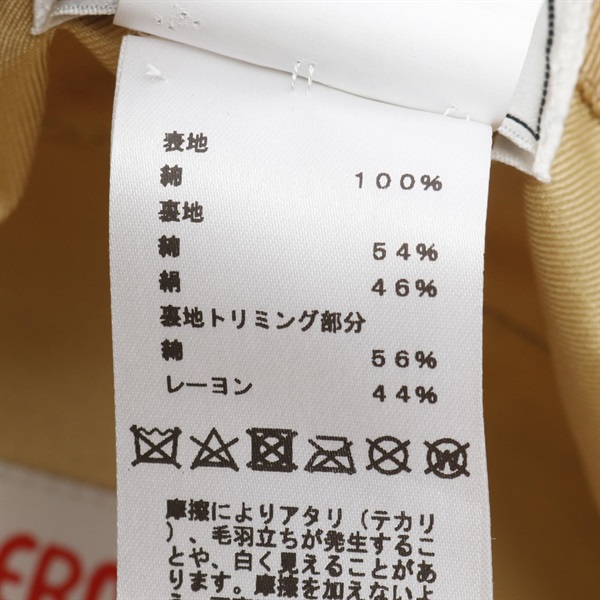 表地
綿 100%
裏地
綿 54%
絹 46%
裏地トリミング部分
綿 56%
レーヨン 44%
摩擦によりアタリ（テカリ
）、毛羽立ちが発生するこ
とや、白く見えることがあ
ります。摩擦を加えないよ